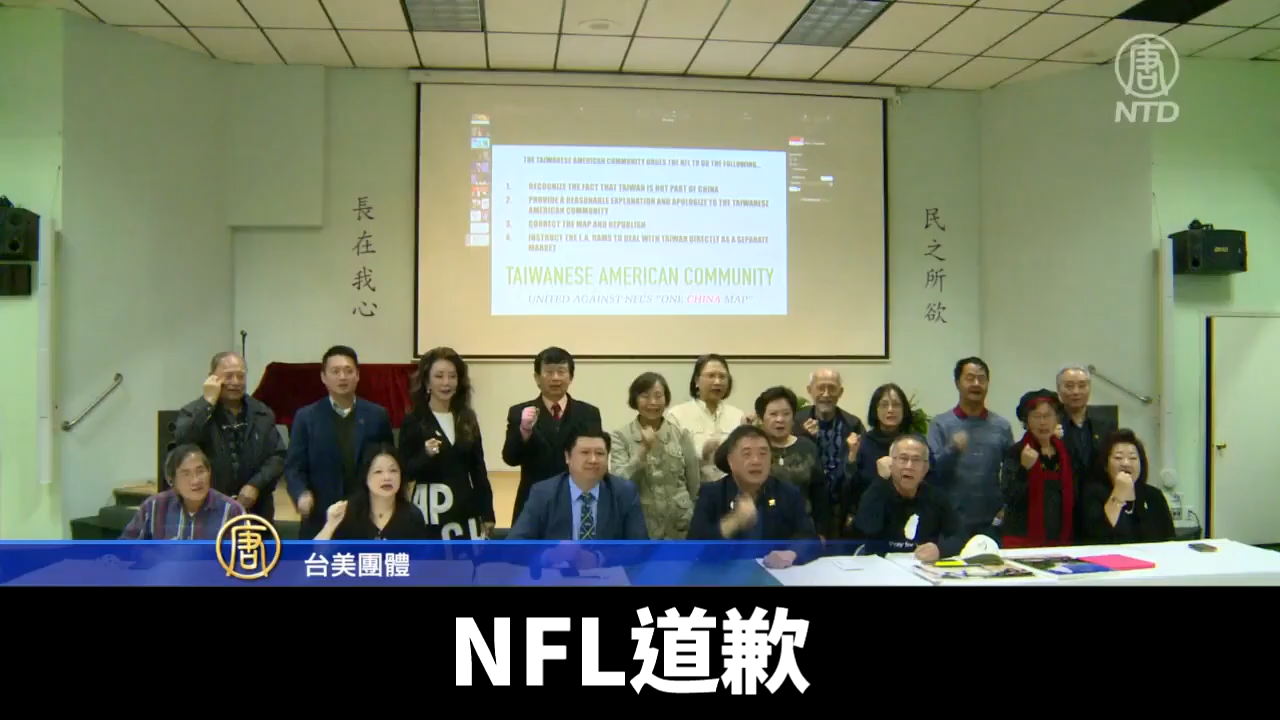 唐
NTD
THE TAIWANESE AMERICAN COMMUNITY URGES THE NFL TO DO THE FOLLOWING...
1. RECOGNIZE THE FACT THAT TAIWAN IS NOT PART OF CHINA
2. PROVIDE A REASONABLE EXPLANATION AND APOLOGIZE TO THE TAIWANESE
AMERICAN COMMUNITY
3. CORRECT THE MAP AND REPUBLISH
4. INSTRUCT THE L.A. RAMS TO DEAL WITH TAIWAN DIRECTLY AS A SEPARATE
MARKET
TAIWANESE AMERICAN COMMUNITY
UNITED AGAINST NFL'S "ONE CHINA MAP"
民之所欲
長在我心
唐
台美團體
NFL道歉